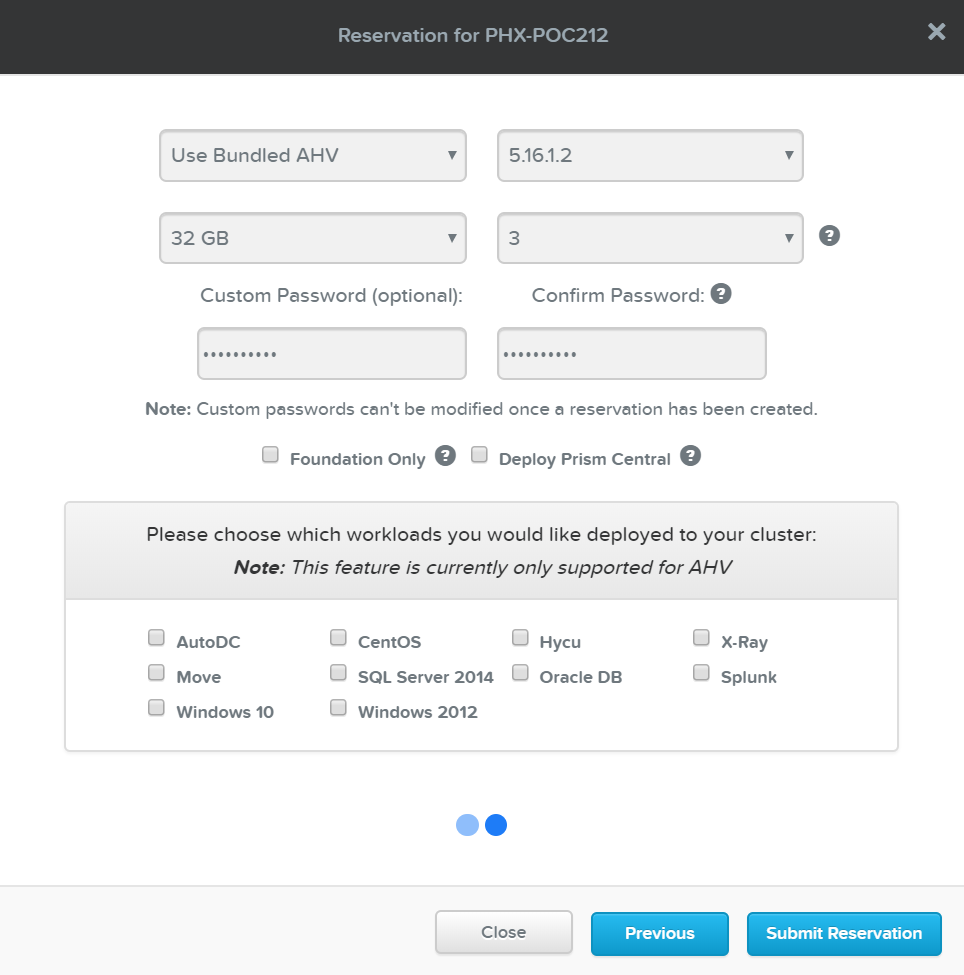 Reservation for PHX-POC212
Use Bundled AHV
5.16.1.2
32 GB
3
Custom Password (optional):
Confirm Password:
Note: Custom passwords can't be modified once a reservation has been created.
Foundation Only
Deploy Prism Central
Please choose which workloads you would like deployed to your cluster:
Note: This feature is currently only supported for AHV
AutoDC
CentOS
Hycu
X-Ray
Move
SQL Server 2014
Oracle DB
Splunk
Windows 10
Windows 2012
Close
Previous
Submit Reservation